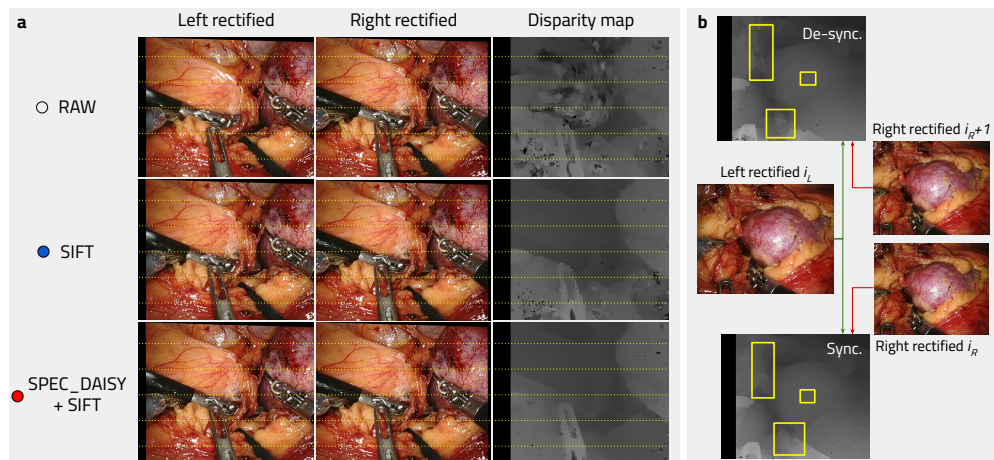 a
Left rectified
Right rectified
Disparity map
RAW
SIFT
SPEC_DAISY
+ SIFT
b
De-sync.
Right rectified i_R+1
Left rectified i_L
Sync.
Right rectified i_R